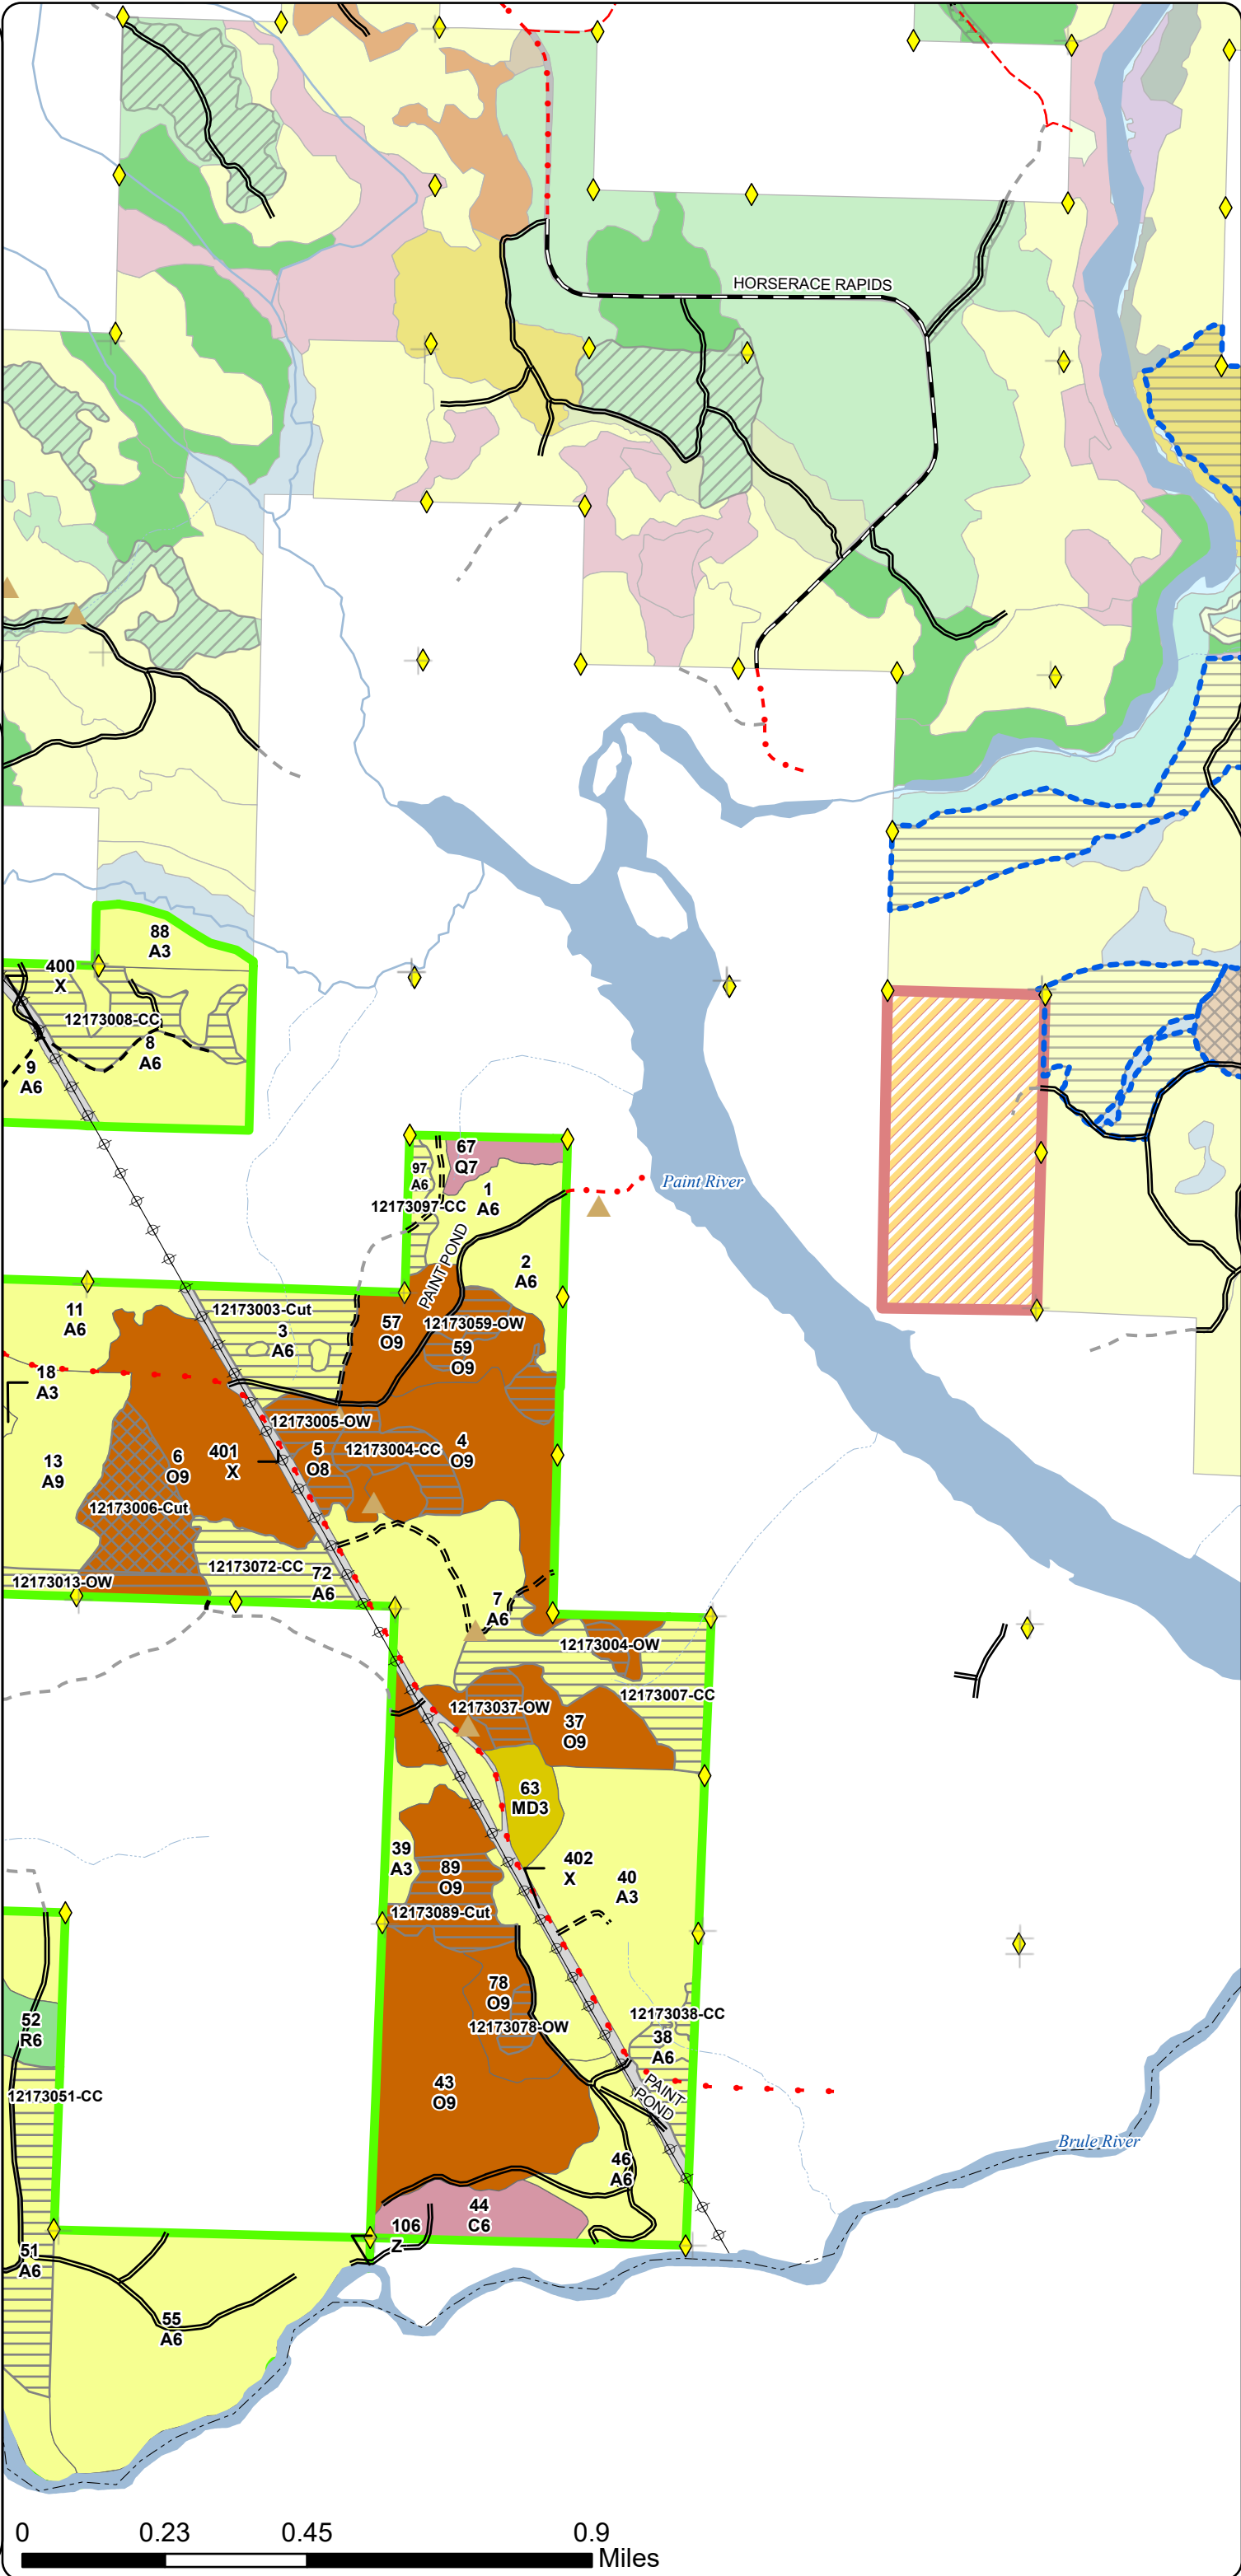 HORSERACE RAPIDS
88
A3
400
X
12173008-CC
8
A6
9
A6
67
Q7
97
A6
1
A6
12173097-CC
Paint River
PAINT POND
2
A6
11
A6
12173003-Cut
3
A6
57
O9
12173059-OW
59
O9
18
A3
12173005-OW
13
A9
6
O9
401
X
5
O8
12173004-CC
4
O9
12173006-Cut
12173072-CC
72
A6
12173013-OW
7
A6
12173004-OW
12173007-CC
12173037-OW
37
O9
63
MD3
39
A3
89
O9
402
X
40
A3
12173089-Cut
78
O9
12173078-OW
12173038-CC
38
A6
52
R6
12173051-CC
43
O9
PAINT
POND
Brule River
46
A6
44
C6
106
Z
51
A6
55
A6
0
0.23
0.45
0.9
Miles